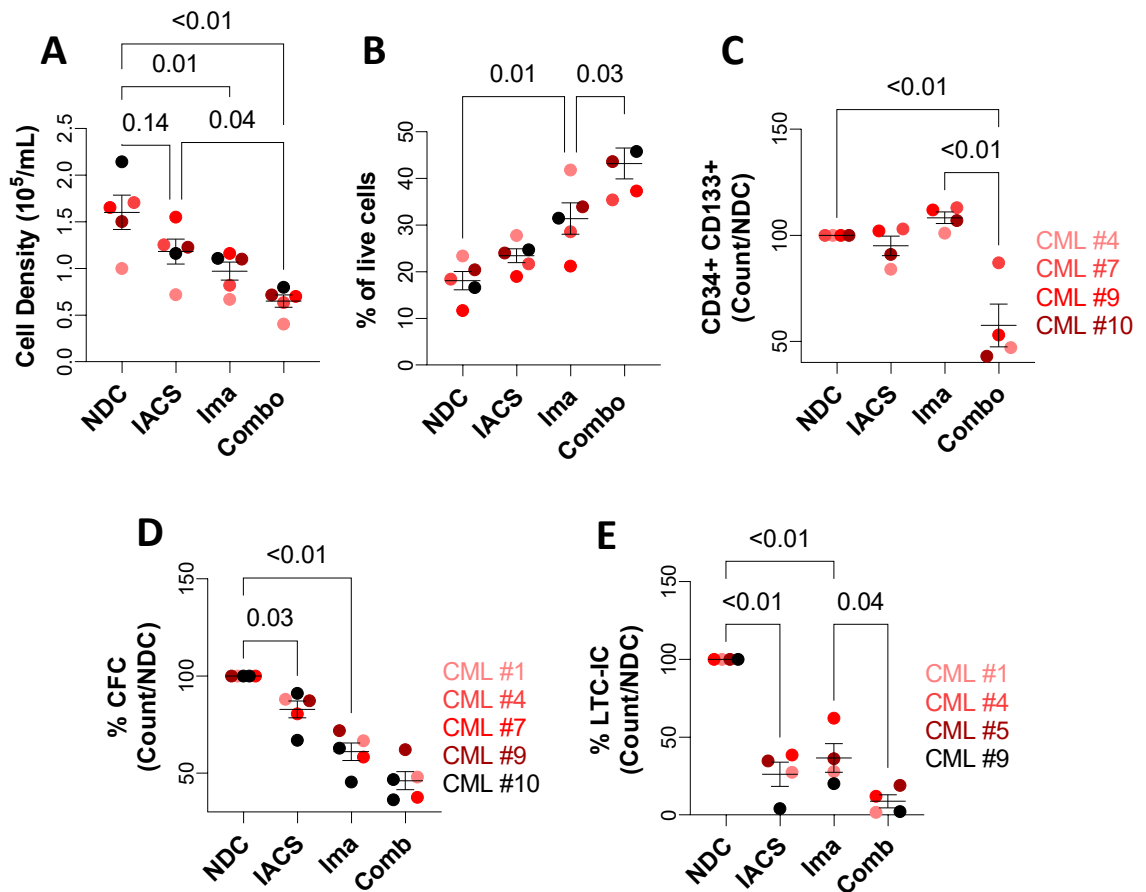 A
<0.01
0.01
0.14
0.04
Cell Density (10⁵/mL)
2.5
2.0
1.5
1.0
0.5
0.0
NDC
IACS
Ima
Combo
B
0.01
0.03
% of live cells
50
40
30
20
10
0
NDC
IACS
Ima
Combo
C
<0.01
<0.01
CD34+ CD133+
(Count/NDC)
150
100
50
NDC
IACS
Ima
Combo
CML #4
CML #7
CML #9
CML #10
D
<0.01
0.03
% CFC
(Count/NDC)
150
100
50
NDC
IACS
Ima
Comb
CML #1
CML #4
CML #7
CML #9
CML #10
E
<0.01
<0.01
0.04
% LTC-IC
(Count/NDC)
150
100
50
0
NDC
IACS
Ima
Comb
CML #1
CML #4
CML #5
CML #9